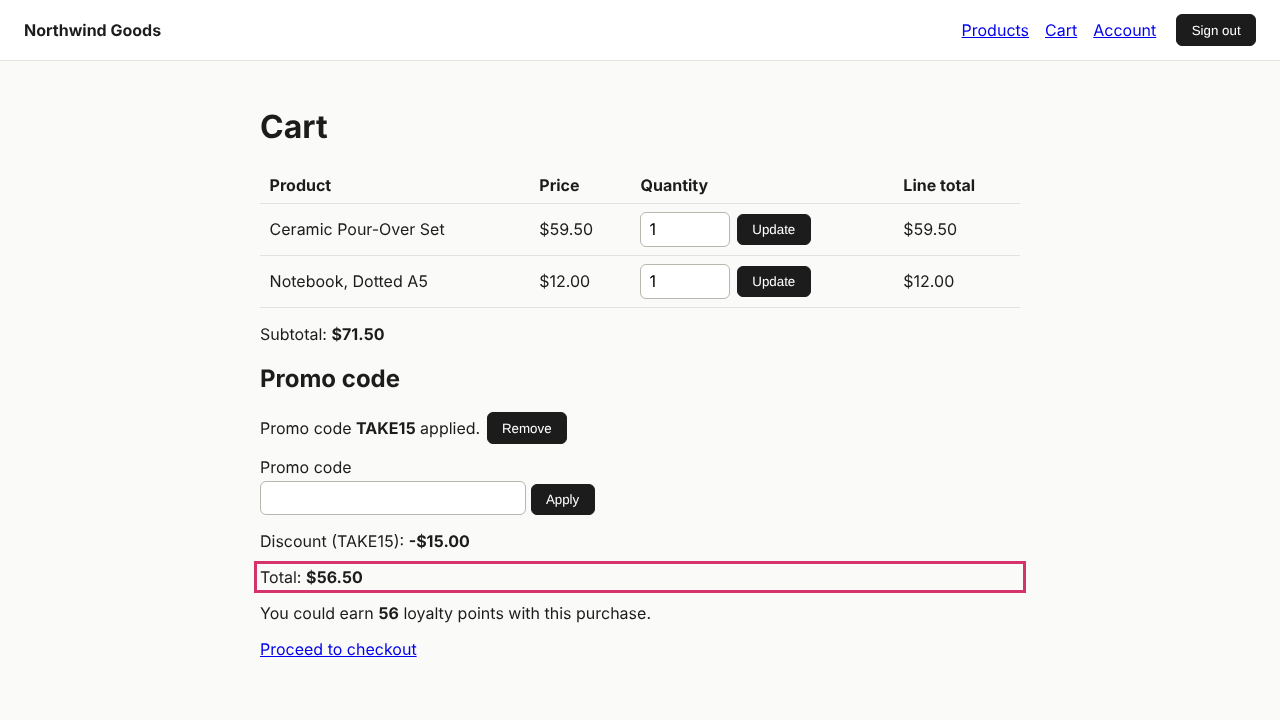 Northwind Goods
Products Cart Account Sign out
Cart
Product Price Quantity Line total
Ceramic Pour-Over Set $59.50 1 Update $59.50
Notebook, Dotted A5 $12.00 1 Update $12.00
Subtotal: $71.50
Promo code
Promo code TAKE15 applied. Remove
Promo code
Apply
Discount (TAKE15): -$15.00
Total: $56.50
You could earn 56 loyalty points with this purchase.
Proceed to checkout